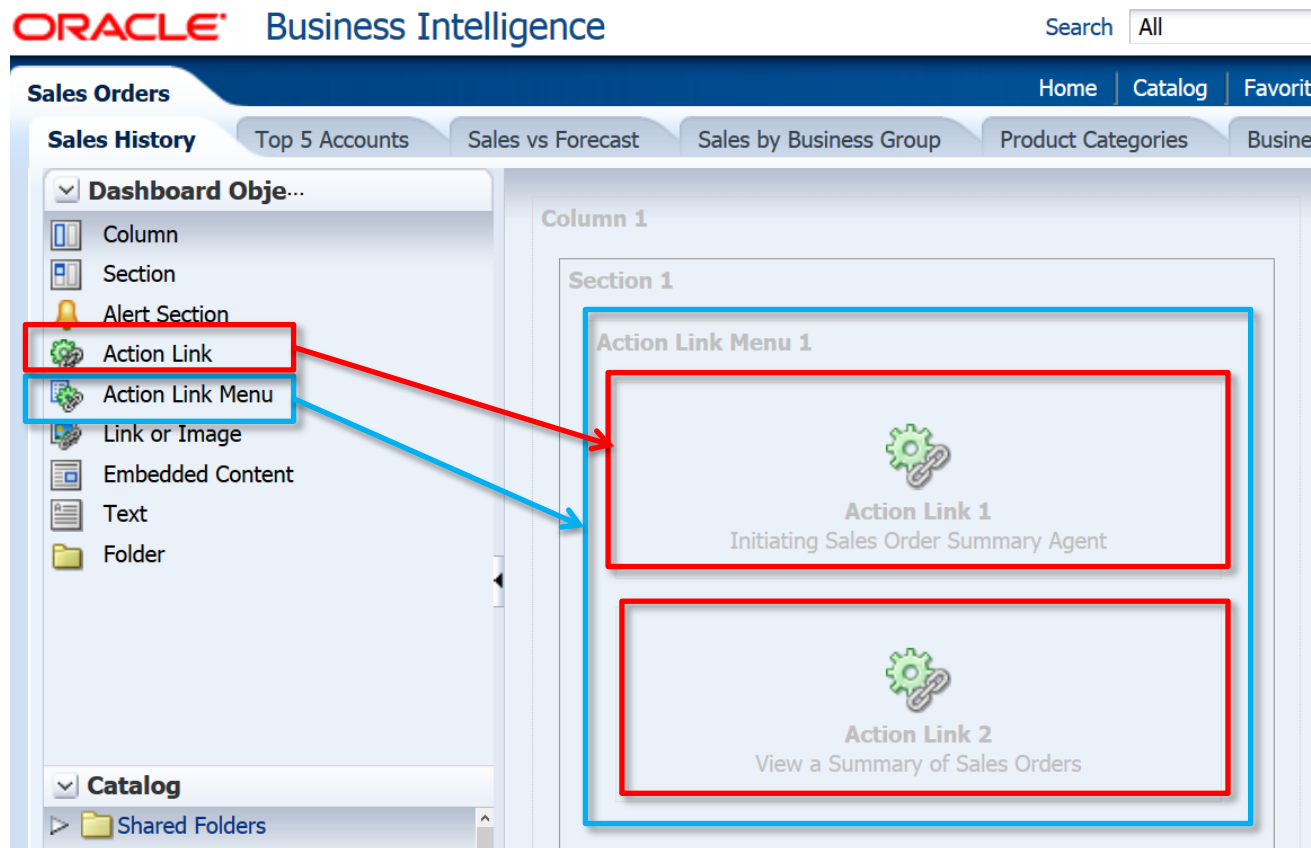 ORACLE Business Intelligence
Search All
Sales Orders
Home Catalog Favorit
Sales History Top 5 Accounts Sales vs Forecast Sales by Business Group Product Categories Busine
Dashboard Obje...
Column
Section
Alert Section
Action Link
Action Link Menu
Link or Image
Embedded Content
Text
Folder
Catalog
Shared Folders
Column 1
Section 1
Action Link Menu 1
Action Link 1
Initiating Sales Order Summary Agent
Action Link 2
View a Summary of Sales Orders